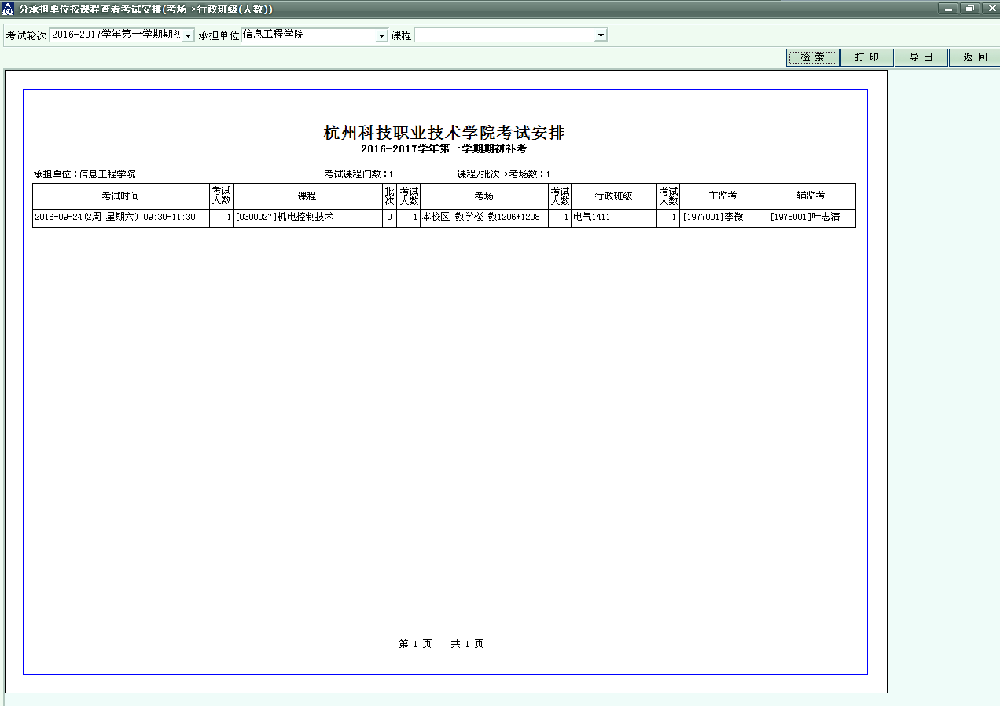 分承担单位按课程查看考试安排(考场→行政班级(人数))
考试轮次 2016-2017学年第一学期期初 承担单位 信息工程学院 课程
检 索 打 印 导 出 返 回
杭州科技职业技术学院考试安排
2016-2017学年第一学期期初补考
承担单位：信息工程学院 考试课程门数：1 课程/批次→考场数：1
考试时间 考试人数 课程 批次 考试人数 考场 考试人数 行政班级 考试人数 主监考 辅监考
2016-09-24(2周 星期六) 09:30-11:30 1 [0300027]机电控制技术 0 1 本校区 教学楼 教1206+1208 1 电气1411 1 [1977001]李微 [1978001]叶志清
第 1 页 共 1 页